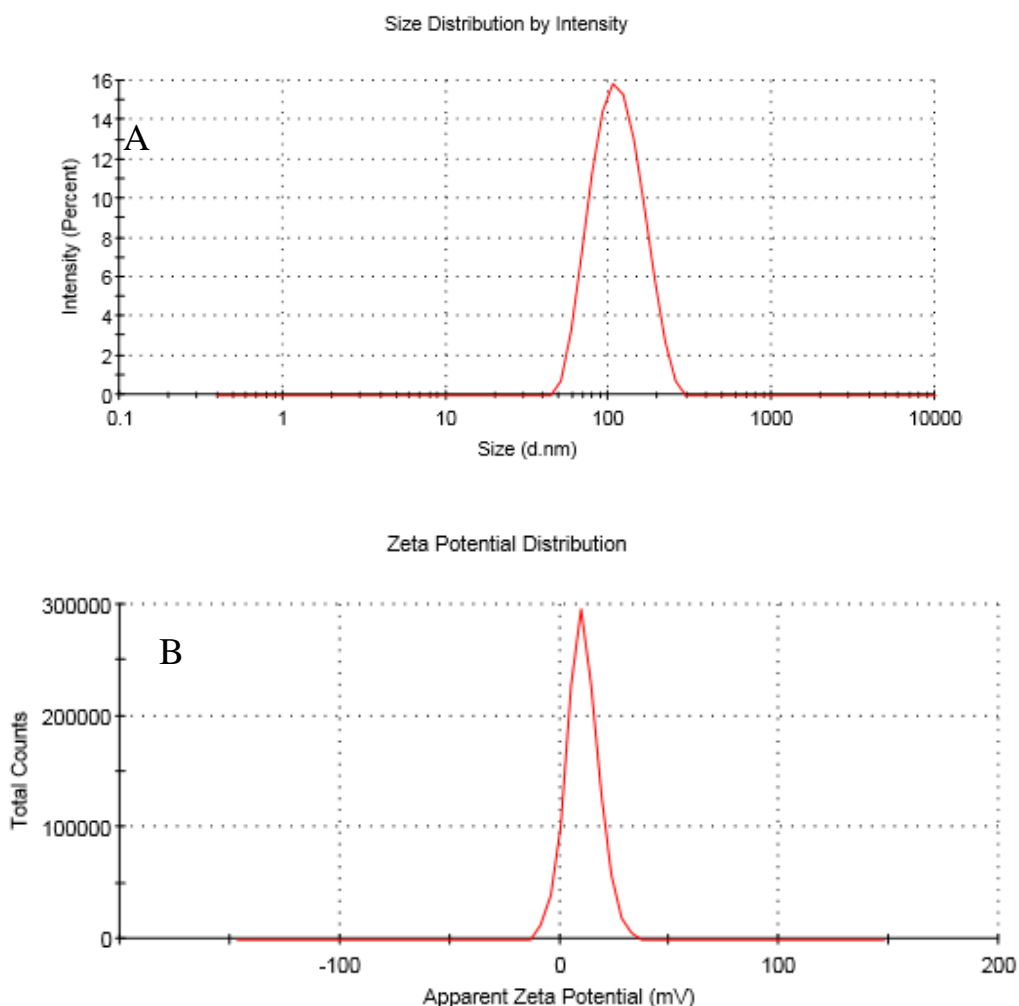 Size Distribution by Intensity
A
Intensity (Percent)
16
14
12
10
8
6
4
2
0
0.1 1 10 100 1000 10000
Size (d.nm)
Zeta Potential Distribution
B
Total Counts
300000
200000
100000
0
-100 0 100 200
Apparent Zeta Potential (mV)